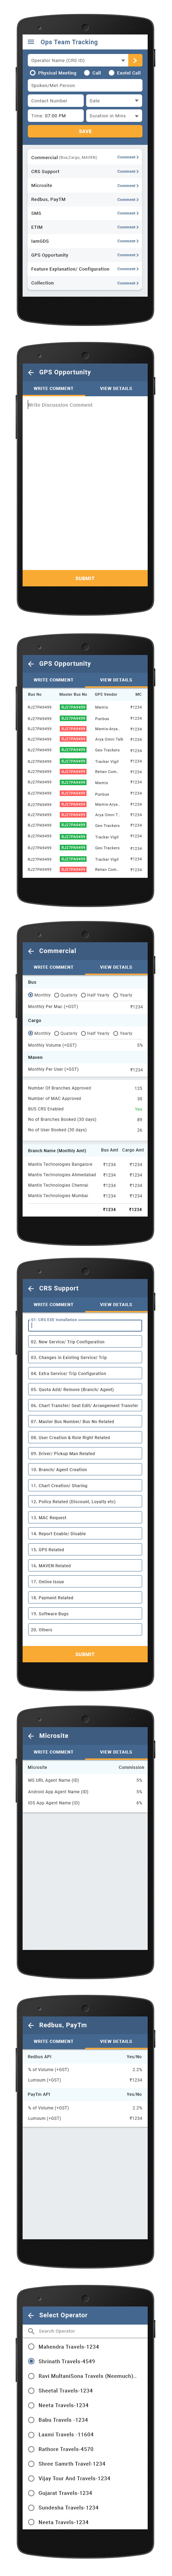 Ops Team Tracking
Operator Name (CRS ID)
Physical Meeting Call Exotel Call
Spoken/Met Person
Contact Number Date
Time: 07:00 PM Duration in Mins
SAVE
Commercial (Bus,Cargo, MAVEN) Comment
CRS Support Comment
Microsite Comment
Redbus, PayTM Comment
SMS Comment
ETIM Comment
IamGDS Comment
GPS Opportunity Comment
Feature Explanation/ Configuration Comment
Collection Comment
GPS Opportunity
WRITE COMMENT VIEW DETAILS
Write Discussion Comment
SUBMIT
GPS Opportunity
WRITE COMMENT VIEW DETAILS
Bus No Master Bus No GPS Vendor MC
RJ27PA9499 RJ27PA9499 Mantis ₹1234
RJ27PA9499 RJ27PA9499 Puribus ₹1234
RJ27PA9499 RJ27PA9499 Mantis-Arya.. ₹1234
RJ27PA9499 RJ27PA9499 Arya Omni Talk ₹1234
RJ27PA9499 RJ27PA9499 Geo Trackers ₹1234
RJ27PA9499 RJ27PA9499 Tracker Vigil ₹1234
RJ27PA9499 RJ27PA9499 Retian Com.. ₹1234
RJ27PA9499 RJ27PA9499 Mantis ₹1234
RJ27PA9499 RJ27PA9499 Puribus ₹1234
RJ27PA9499 RJ27PA9499 Mantis-Arya.. ₹1234
RJ27PA9499 RJ27PA9499 Arya Omni T.. ₹1234
RJ27PA9499 RJ27PA9499 Geo Trackers ₹1234
RJ27PA9499 RJ27PA9499 Tracker Vigil ₹1234
RJ27PA9499 RJ27PA9499 Geo Trackers ₹1234
RJ27PA9499 RJ27PA9499 Tracker Vigil ₹1234
RJ27PA9499 RJ27PA9499 Retian Com.. ₹1234
Commercial
WRITE COMMENT VIEW DETAILS
Bus
Monthly Quaterly Half Yearly Yearly
Monthly Per Mac (+GST) ₹1234
Cargo
Monthly Quaterly Half Yearly Yearly
Monthly Volume (+GST) 5%
Maven
Monthly Per User (+GST) ₹1234
Number Of Branches Approved 125
Number of MAC Approved 30
BUS CRS Enabled Yes
No of Branches Booked (30 days) 89
No of User Booked (30 days) 26
Branch Name (Monthly Amt) Bus Amt Cargo Amt
Mantis Technologies Bangalore ₹1234 ₹1234
Mantis Technologies Ahmedabad ₹1234 ₹1234
Mantis Technologies Chennai ₹1234 ₹1234
Mantis Technologies Mumbai ₹1234 ₹1234
₹1234 ₹1234
CRS Support
WRITE COMMENT VIEW DETAILS
01. CRS EXE Installation
02. New Service/ Trip Configuration
03. Changes in Existing Service/ Trip
04. Extra Service/ Trip Configuration
05. Quota Add/ Remove (Branch/ Agent)
06. Chart Transfer/ Seat Edit/ Arrangement Transfer
07. Master Bus Number/ Bus No Related
08. User Creation & Role Right Related
09. Driver/ Pickup Man Related
10. Branch/ Agent Creation
11. Chart Creation/ Sharing
12. Policy Related (Discount, Loyalty etc)
13. MAC Request
14. Report Enable/ Disable
15. GPS Related
16. MAVEN Related
17. Online Issue
18. Payment Related
19. Software Bugs
20. Others
SUBMIT
Microsite
WRITE COMMENT VIEW DETAILS
Microsite Commission
MS URL Agent Name (ID) 5%
Android App Agent Name (ID) 5%
IOS App Agent Name (ID) 6%
Redbus, PayTm
WRITE COMMENT VIEW DETAILS
Redbus API Yes/No
% of Volume (+GST) 2.2%
Lumsum (+GST) ₹1234
PayTm API Yes/No
% of Volume (+GST) 2.2%
Lumsum (+GST) ₹1234
Select Operator
Search Operator
Mahendra Travels-1234
Shrinath Travels-4549
Ravi MultaniSona Travels (Neemuch)..
Sheetal Travels-1234
Neeta Travels-1234
Babu Travels -1234
Laxmi Travels -11604
Rathore Travels-4570
Shree Samrth Travel-1234
Vijay Tour And Travels-1234
Gujarat Travels-1234
Sundesha Travels-1234
Neeta Travels-1234